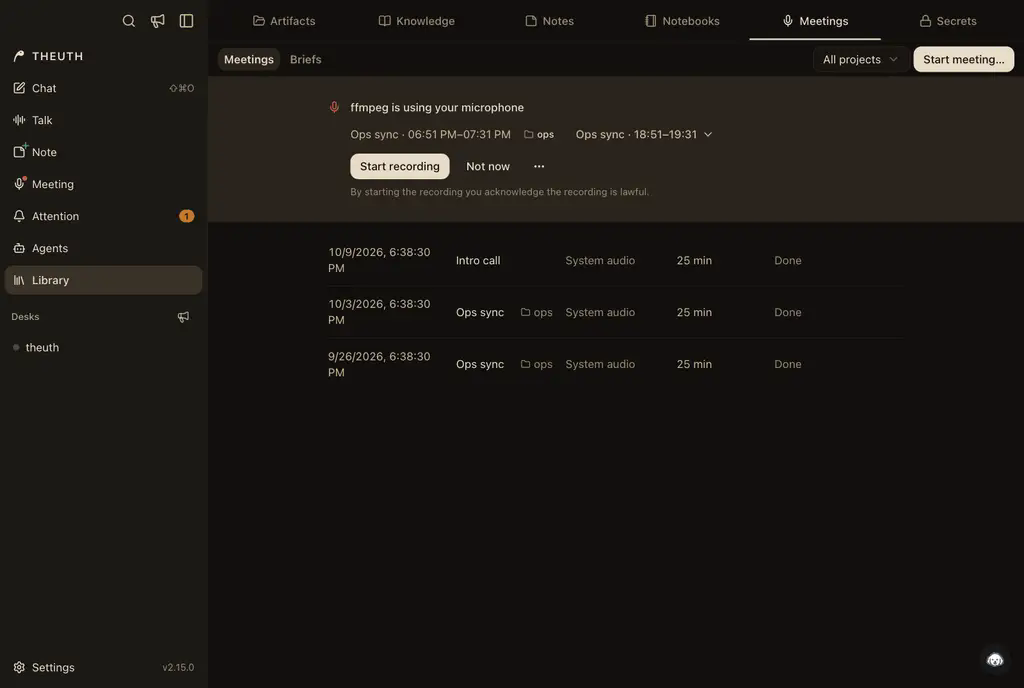 Artifacts
Knowledge
Notes
Notebooks
Meetings
Secrets
THEUTH
Chat
⇧⌘O
Talk
Note
Meeting
Attention
1
Agents
Library
Desks
theuth
Settings
v2.15.0
Meetings
Briefs
All projects
Start meeting...
ffmpeg is using your microphone
Ops sync · 06:51 PM–07:31 PM
ops
Ops sync · 18:51–19:31
Start recording
Not now
By starting the recording you acknowledge the recording is lawful.
10/9/2026, 6:38:30 PM
Intro call
System audio
25 min
Done
10/3/2026, 6:38:30 PM
Ops sync
ops
System audio
25 min
Done
9/26/2026, 6:38:30 PM
Ops sync
ops
System audio
25 min
Done